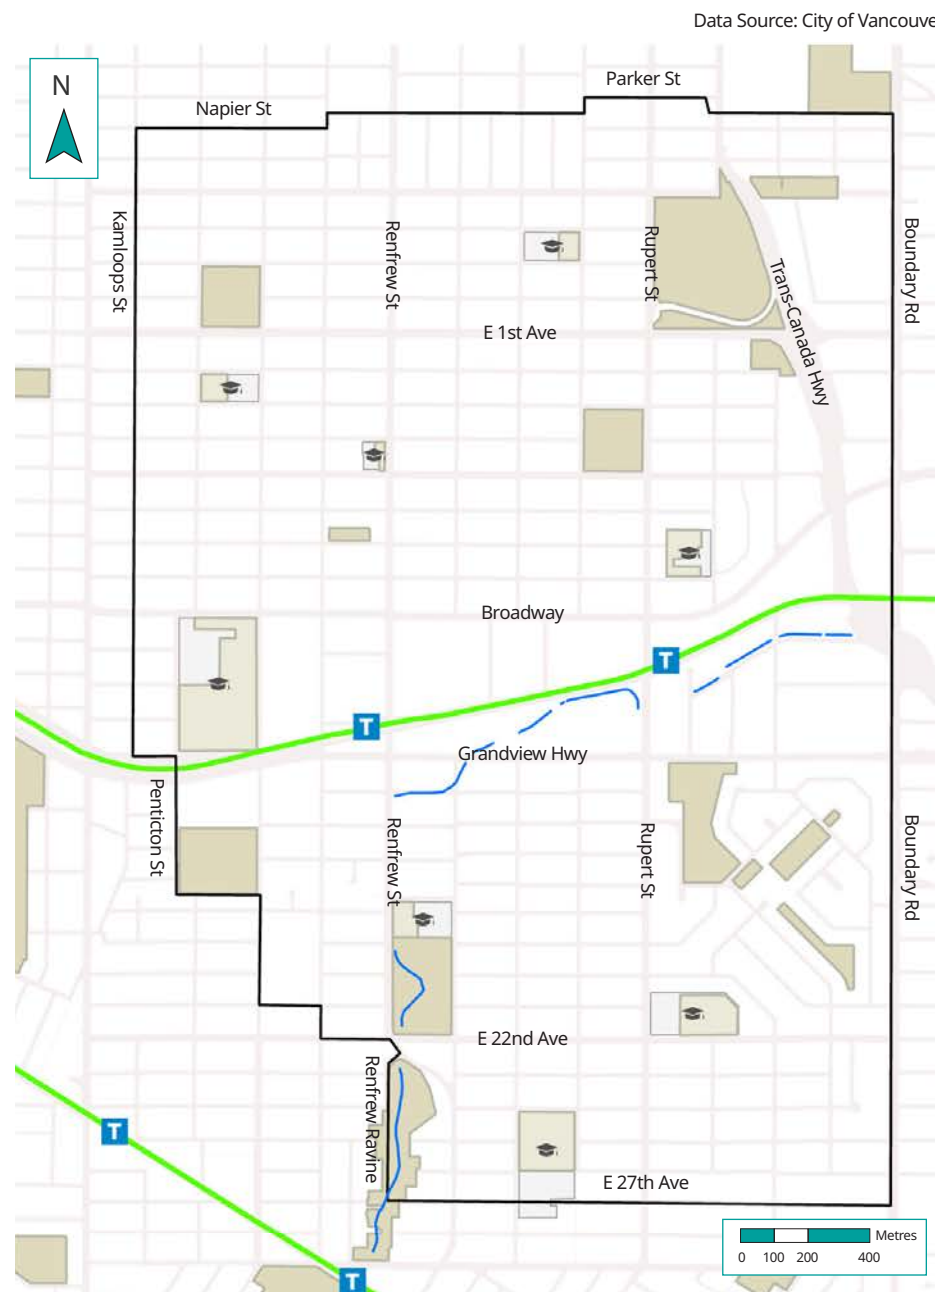 Data Source: City of Vancouve
N
Parker St
Napier St
Kamloops St
Renfrew St
Rupert St
Trans-Canada Hwy
Boundary Rd
E 1st Ave
Broadway
T
T
Grandview Hwy
Penticton St
Renfrew St
Rupert St
Boundary Rd
E 22nd Ave
Renfrew Ravine
T
E 27th Ave
T
Metres
0 100 200 400